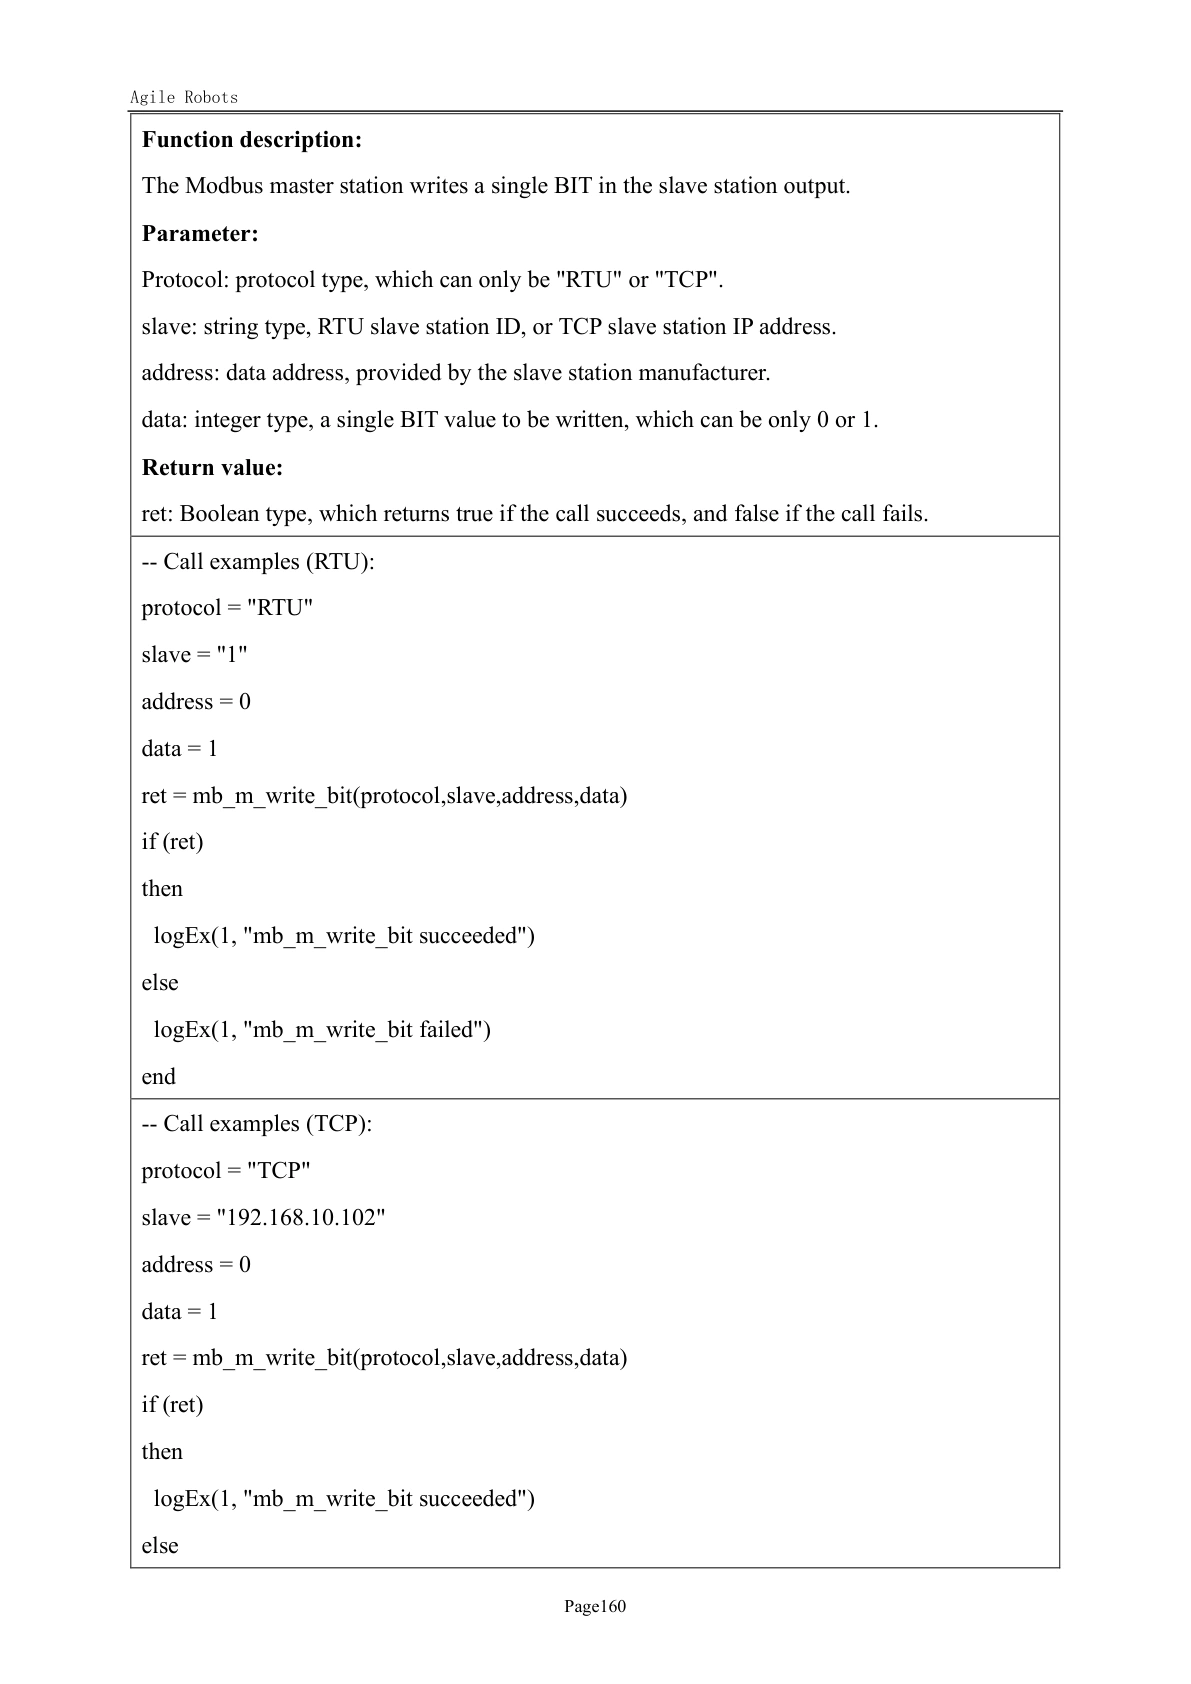 Agile Robots
Function description:
The Modbus master station writes a single BIT in the slave station output.
Parameter:
Protocol: protocol type, which can only be "RTU" or "TCP".
slave: string type, RTU slave station ID, or TCP slave station IP address.
address: data address, provided by the slave station manufacturer.
data: integer type, a single BIT value to be written, which can be only 0 or 1.
Return value:
ret: Boolean type, which returns true if the call succeeds, and false if the call fails.
-- Call examples (RTU):
protocol = "RTU"
slave = "1"
address = 0
data = 1
ret = mb_m_write_bit(protocol,slave,address,data)
if (ret)
then
logEx(1, "mb_m_write_bit succeeded")
else
logEx(1, "mb_m_write_bit failed")
end
-- Call examples (TCP):
protocol = "TCP"
slave = "192.168.10.102"
address = 0
data = 1
ret = mb_m_write_bit(protocol,slave,address,data)
if (ret)
then
logEx(1, "mb_m_write_bit succeeded")
else
Page160